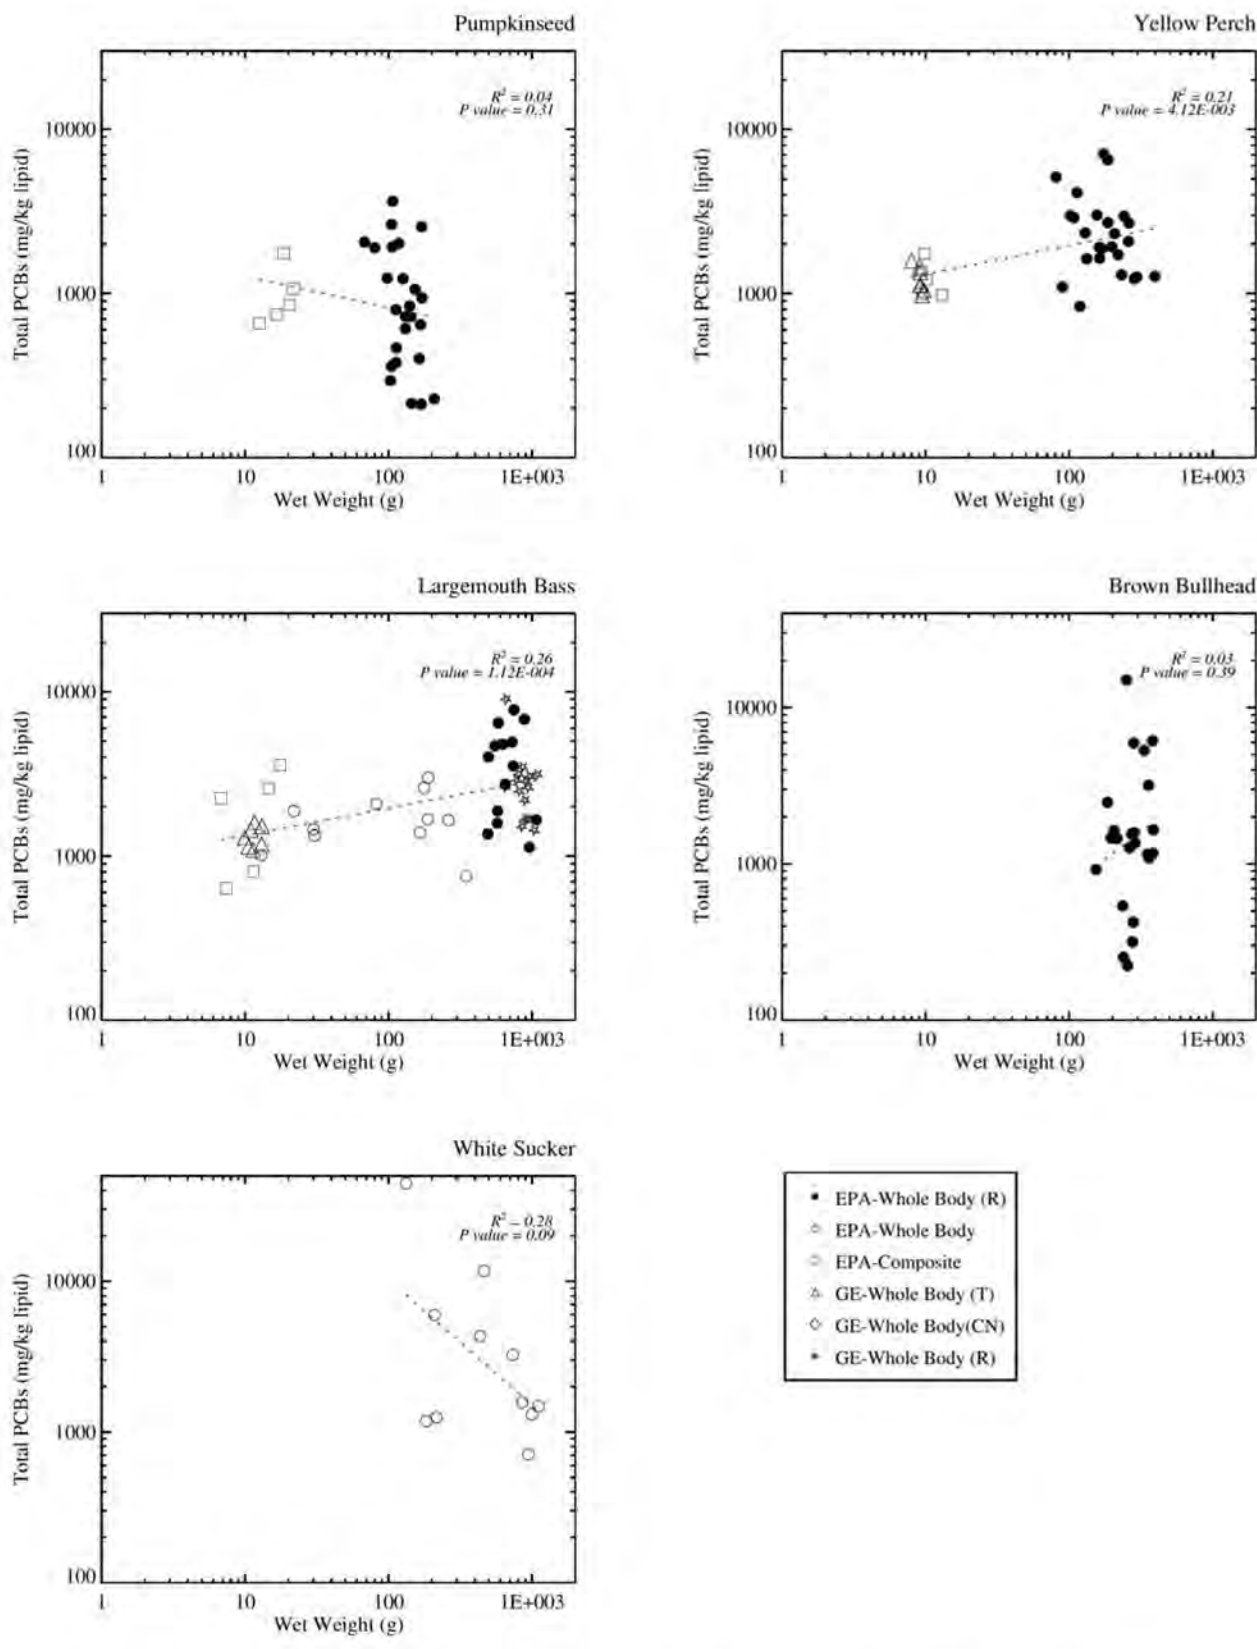 Pumpkinseed
R² = 0.04
P value = 0.31
10000
1000
100
Total PCBs (mg/kg lipid)
1 10 100 1E+003
Wet Weight (g)
Yellow Perch
R² = 0.21
P value = 4.12E-003
10000
1000
100
Total PCBs (mg/kg lipid)
1 10 100 1E+003
Wet Weight (g)
Largemouth Bass
R² = 0.26
P value = 1.12E-004
10000
1000
100
Total PCBs (mg/kg lipid)
1 10 100 1E+003
Wet Weight (g)
Brown Bullhead
R² = 0.03
P value = 0.39
10000
1000
100
Total PCBs (mg/kg lipid)
1 10 100 1E+003
Wet Weight (g)
White Sucker
R² = 0.28
P value = 0.09
10000
1000
100
Total PCBs (mg/kg lipid)
1 10 100 1E+003
Wet Weight (g)
EPA-Whole Body (R)
EPA-Whole Body
EPA-Composite
GE-Whole Body (T)
GE-Whole Body(CN)
GE-Whole Body (R)